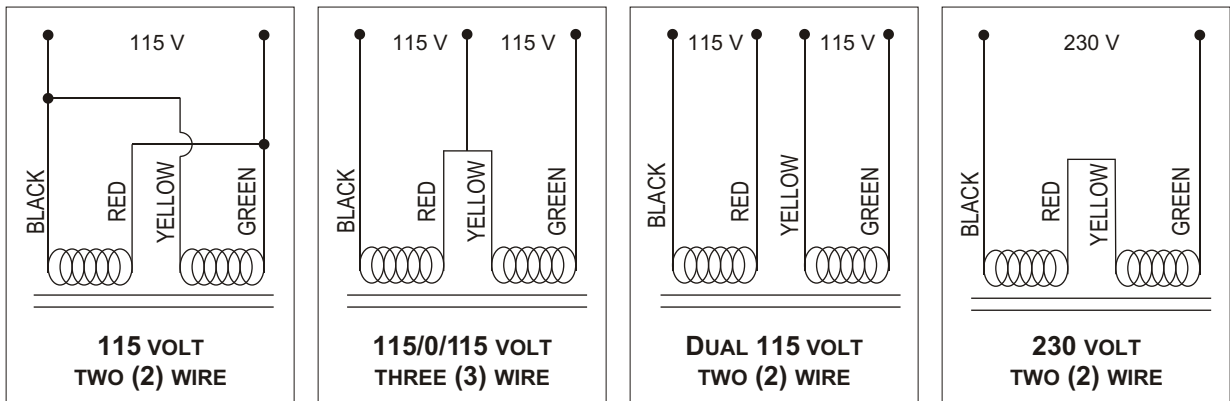 115 V
BLACK
RED
YELLOW
GREEN
115 VOLT
TWO (2) WIRE
115 V 115 V
BLACK
RED
YELLOW
GREEN
115/0/115 VOLT
THREE (3) WIRE
115 V 115 V
BLACK
RED
YELLOW
GREEN
DUAL 115 VOLT
TWO (2) WIRE
230 V
BLACK
RED
YELLOW
GREEN
230 VOLT
TWO (2) WIRE